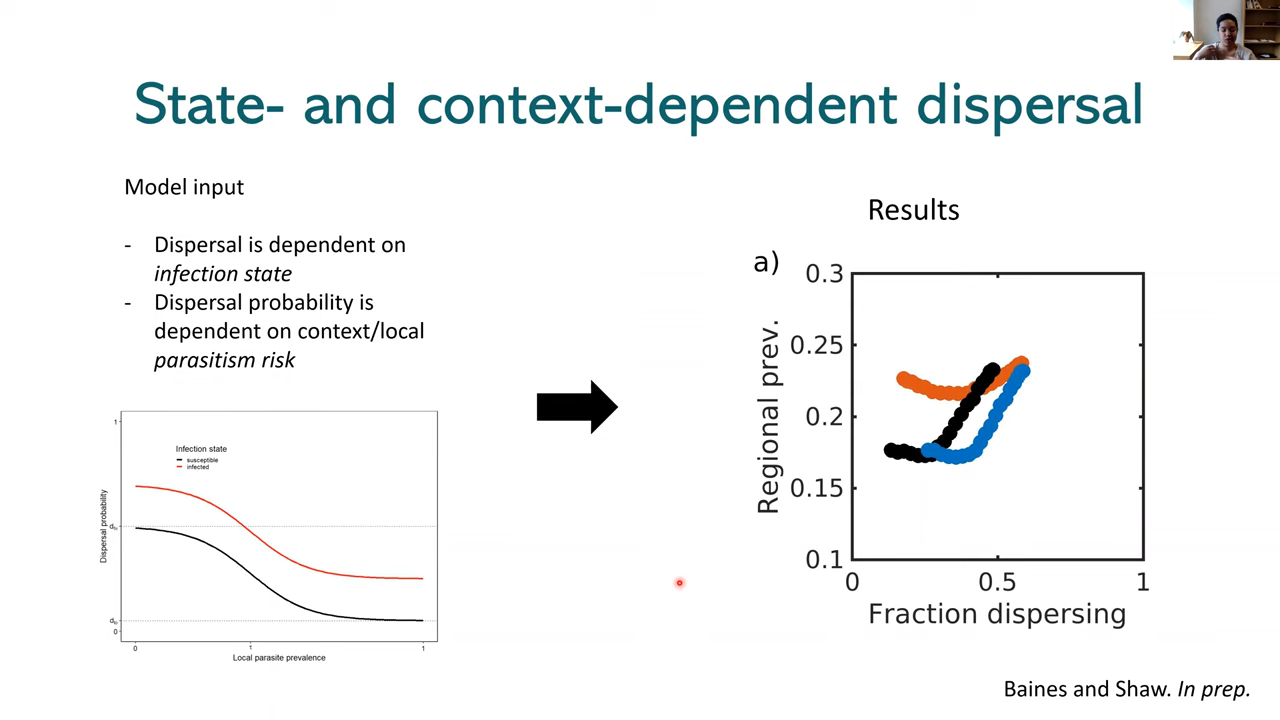 State- and context-dependent dispersal
Model input
- Dispersal is dependent on
infection state
- Dispersal probability is
dependent on context/local
parasitism risk
Infection state
susceptible
infected
Dispersal probability
1
0
0
τ
1
Local parasite prevalence
Results
a)
Regional prev.
0.3
0.25
0.2
0.15
0.1
0
0.5
1
Fraction dispersing
Baines and Shaw. In prep.